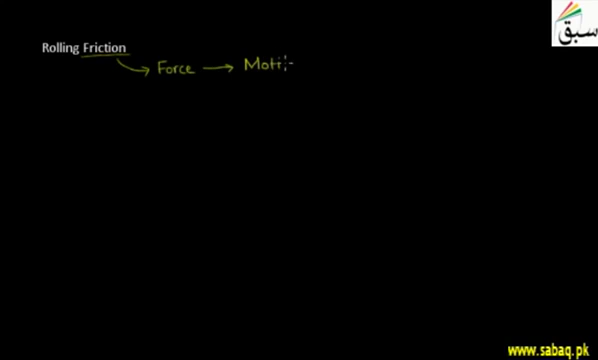 سبق
Rolling Friction
Force → Moti
www.sabaq.pk